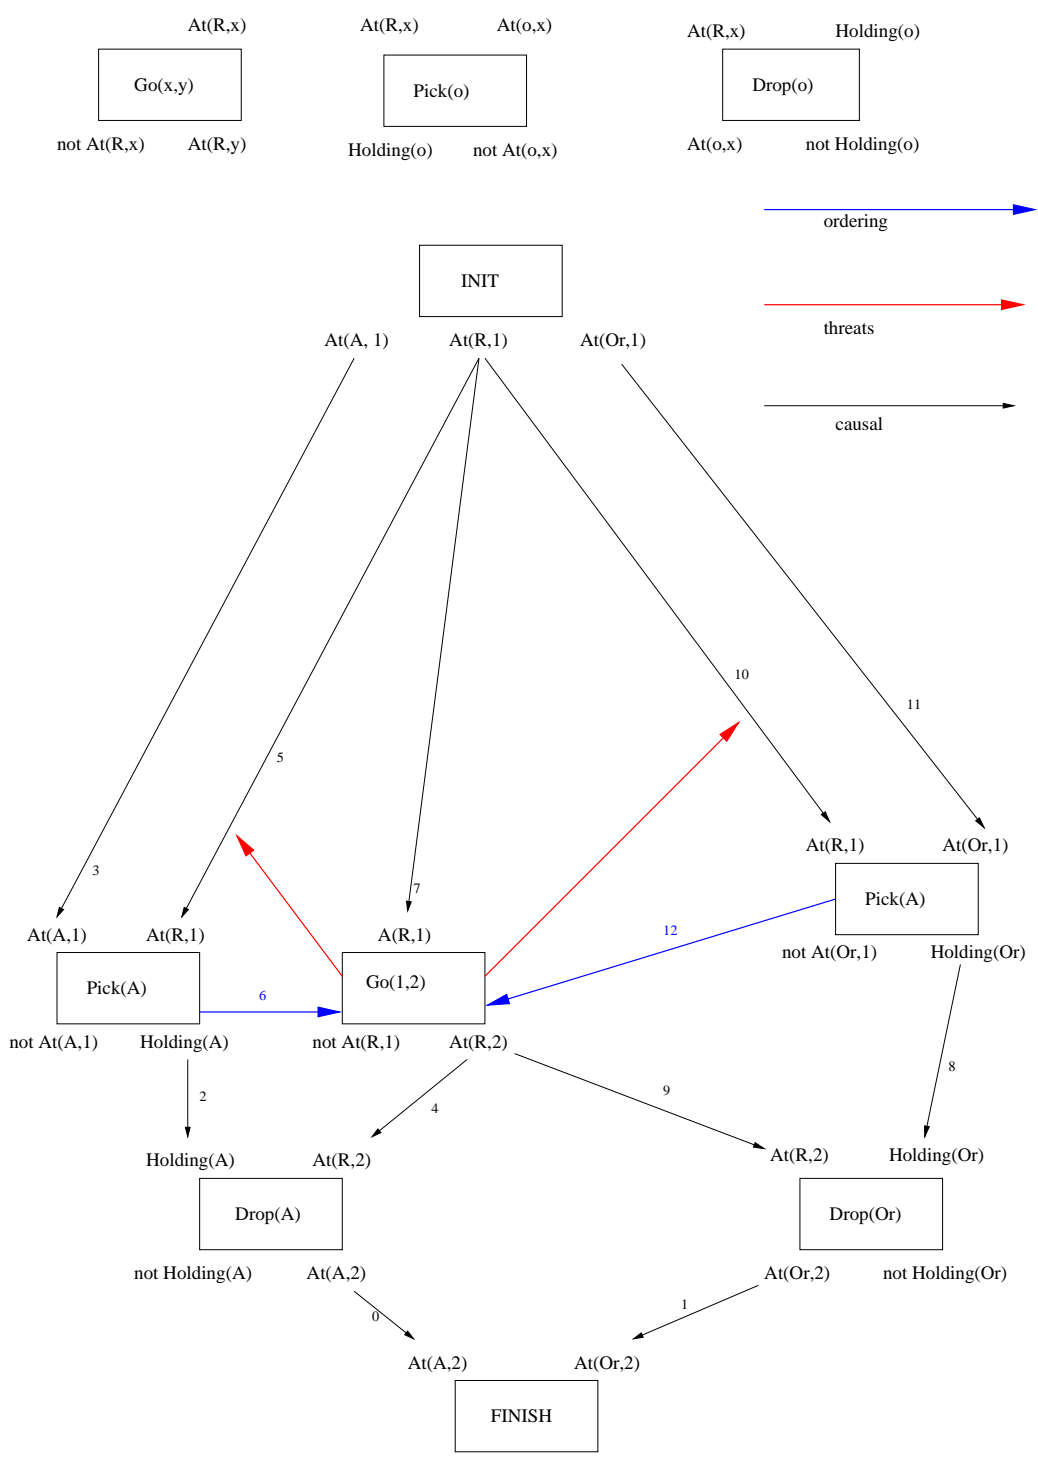 At(R,x)
At(R,x) At(o,x)
At(R,x) Holding(o)
Go(x,y)
Pick(o)
Drop(o)
not At(R,x) At(R,y)
Holding(o) not At(o,x)
At(o,x) not Holding(o)
ordering
INIT
threats
At(A, 1) At(R,1) At(Or,1)
causal
10
11
5
At(R,1) At(Or,1)
3
7
Pick(A)
12
At(A,1) At(R,1) A(R,1)
not At(Or,1) Holding(Or)
Pick(A)
Go(1,2)
6
not At(A,1) Holding(A) not At(R,1) At(R,2)
8
9
2
4
Holding(A) At(R,2) At(R,2) Holding(Or)
Drop(A) Drop(Or)
not Holding(A) At(A,2) At(Or,2) not Holding(Or)
0
1
At(A,2) At(Or,2)
FINISH